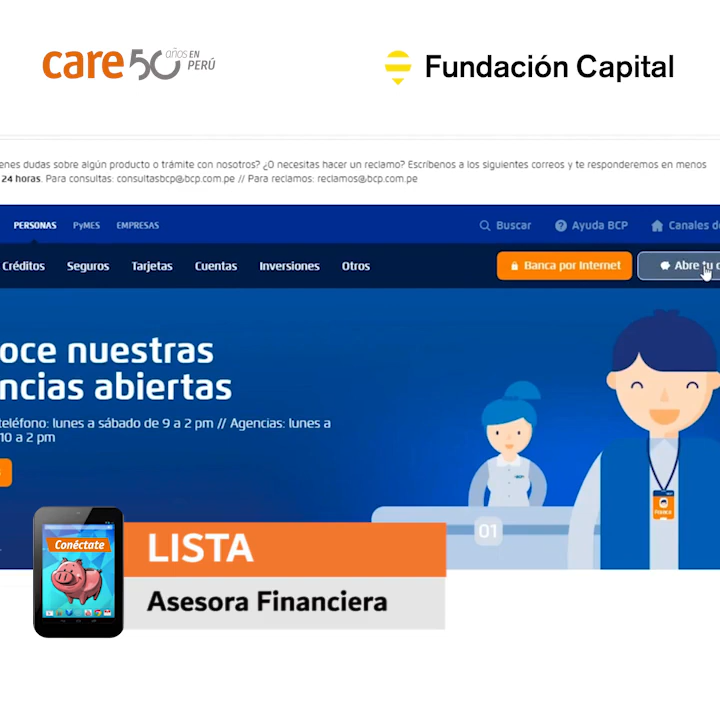 care 50 años EN PERÚ
Fundación Capital
enes dudas sobre algún producto o trámite con nosotros? ¿O necesitas hacer un reclamo? Escríbenos a los siguientes correos y te responderemos en menos
24 horas. Para consultas: consultasbcp@bcp.com.pe // Para reclamos: reclamos@bcp.com.pe
PERSONAS PyMES EMPRESAS Buscar Ayuda BCP Canales de
Créditos Seguros Tarjetas Cuentas Inversiones Otros Banca por Internet Abre tu c
oce nuestras
ncias abiertas
teléfono: lunes a sábado de 9 a 2 pm // Agencias: lunes a
10 a 2 pm
01
Conéctate
LISTA
Asesora Financiera